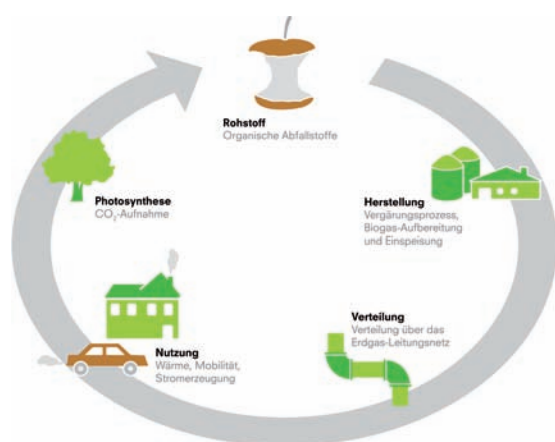 Rohstoff
Organische Abfallstoffe
Herstellung
Vergärungsprozess,
Biogas-Aufbereitung
und Einspeisung
Verteilung
Verteilung über das
Erdgas-Leitungsnetz
Nutzung
Wärme, Mobilität,
Stromerzeugung
Photosynthese
CO₂-Aufnahme